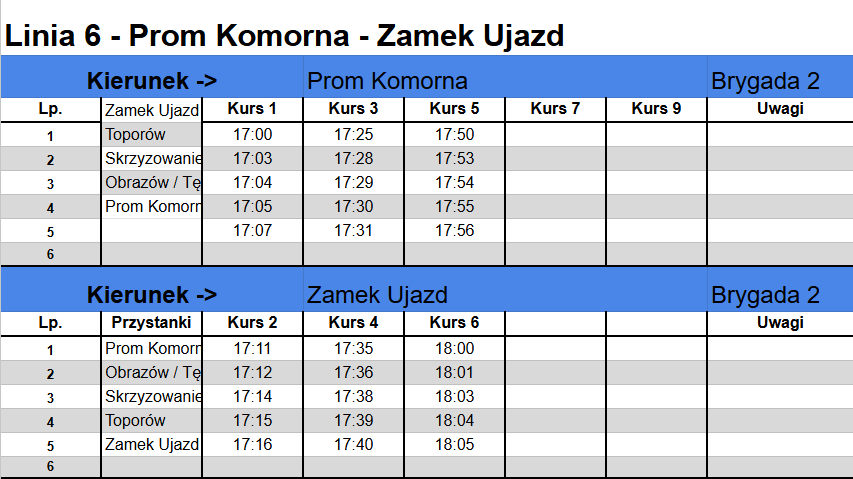 Linia 6 - Prom Komorna - Zamek Ujazd
Kierunek -> Prom Komorna Brygada 2
Lp. Zamek Ujazd Kurs 1 Kurs 3 Kurs 5 Kurs 7 Kurs 9 Uwagi
1 Toporów 17:00 17:25 17:50
2 Skrzyzowanie 17:03 17:28 17:53
3 Obrazów / Tę 17:04 17:29 17:54
4 Prom Komorn 17:05 17:30 17:55
5 17:07 17:31 17:56
6
Kierunek -> Zamek Ujazd Brygada 2
Lp. Przystanki Kurs 2 Kurs 4 Kurs 6 Uwagi
1 Prom Komorn 17:11 17:35 18:00
2 Obrazów / Tę 17:12 17:36 18:01
3 Skrzyzowanie 17:14 17:38 18:03
4 Toporów 17:15 17:39 18:04
5 Zamek Ujazd 17:16 17:40 18:05
6